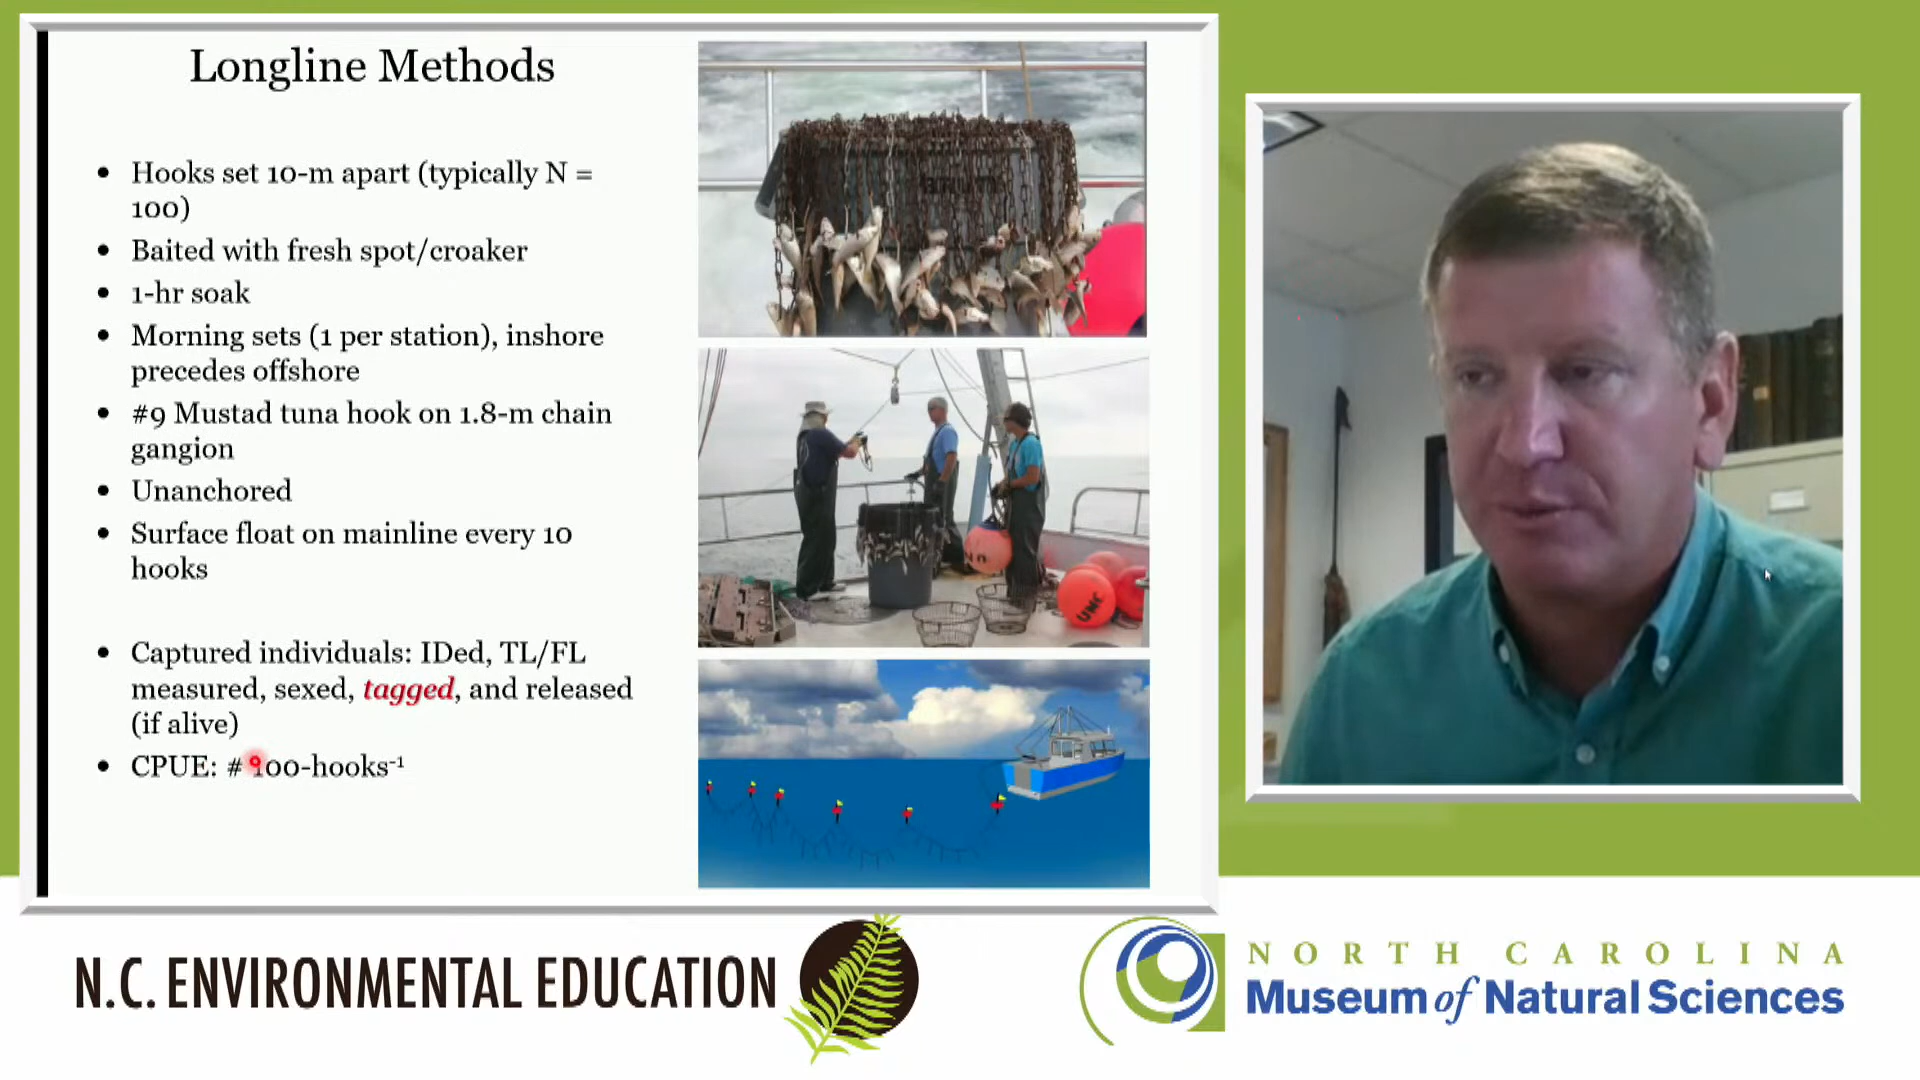 Longline Methods
• Hooks set 10-m apart (typically N =
100)
• Baited with fresh spot/croaker
• 1-hr soak
• Morning sets (1 per station), inshore
precedes offshore
• #9 Mustad tuna hook on 1.8-m chain
gangion
• Unanchored
• Surface float on mainline every 10
hooks
• Captured individuals: IDed, TL/FL
measured, sexed, tagged, and released
(if alive)
• CPUE: # 100-hooks⁻¹
UNC
N.C. ENVIRONMENTAL EDUCATION
NORTH CAROLINA
Museum of Natural Sciences